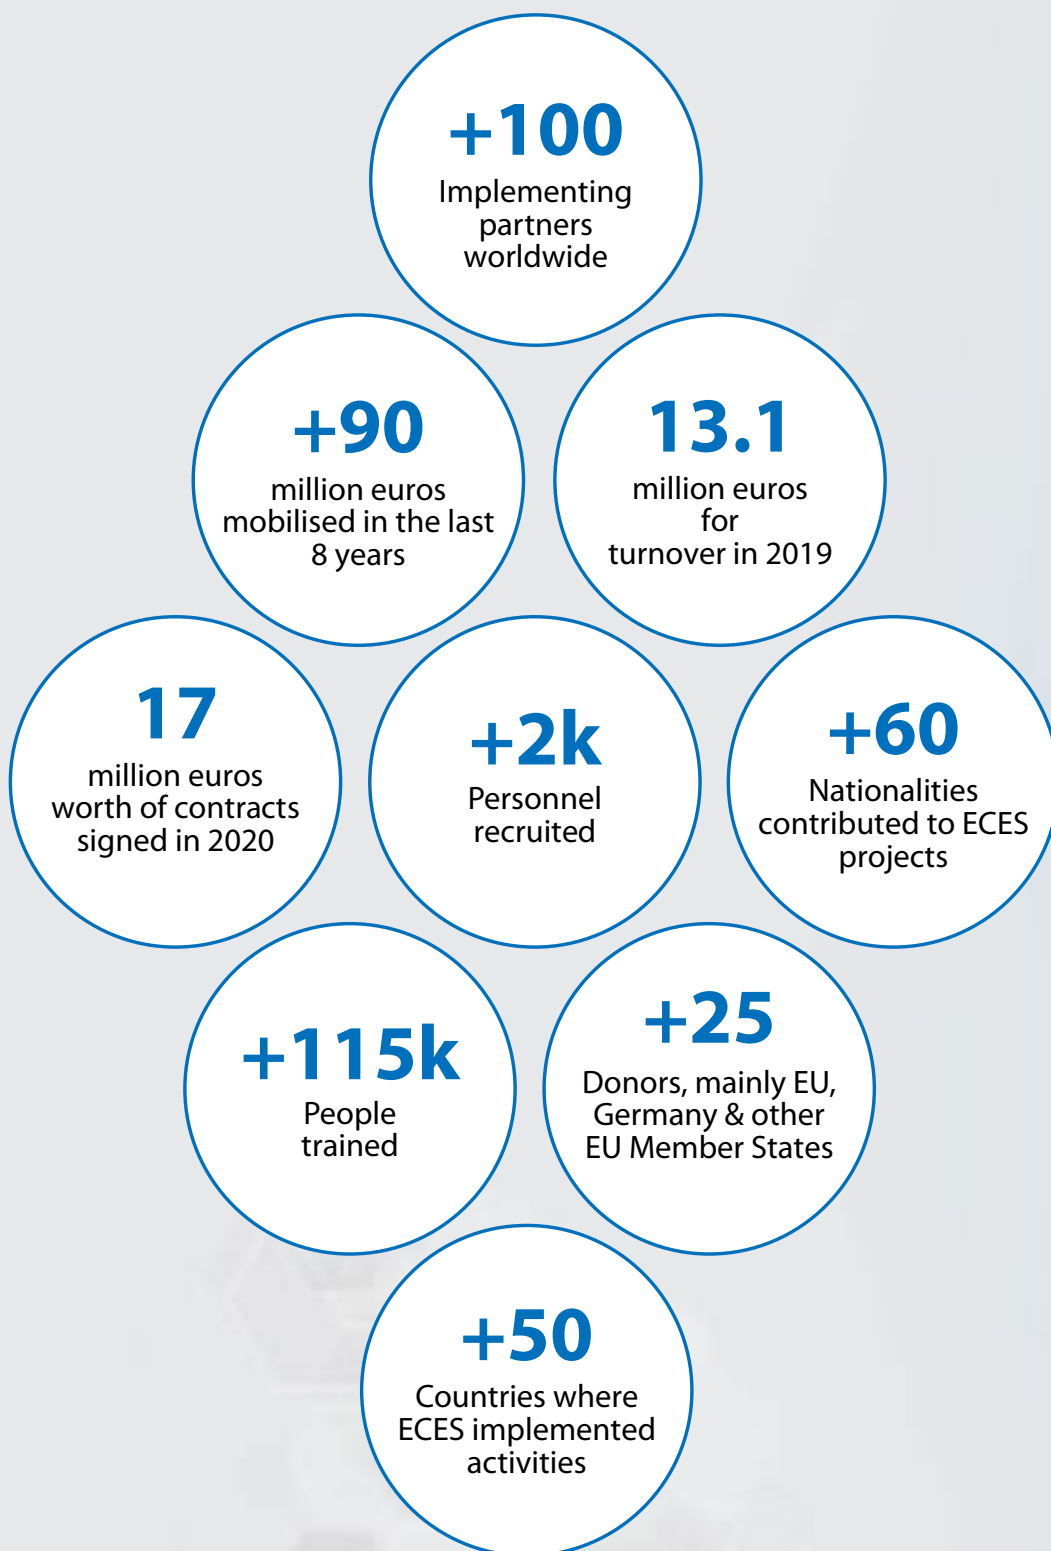 +100
Implementing
partners
worldwide
+90
million euros
mobilised in the last
8 years
13.1
million euros
for
turnover in 2019
17
million euros
worth of contracts
signed in 2020
+2k
Personnel
recruited
+60
Nationalities
contributed to ECES
projects
+115k
People
trained
+25
Donors, mainly EU,
Germany & other
EU Member States
+50
Countries where
ECES implemented
activities